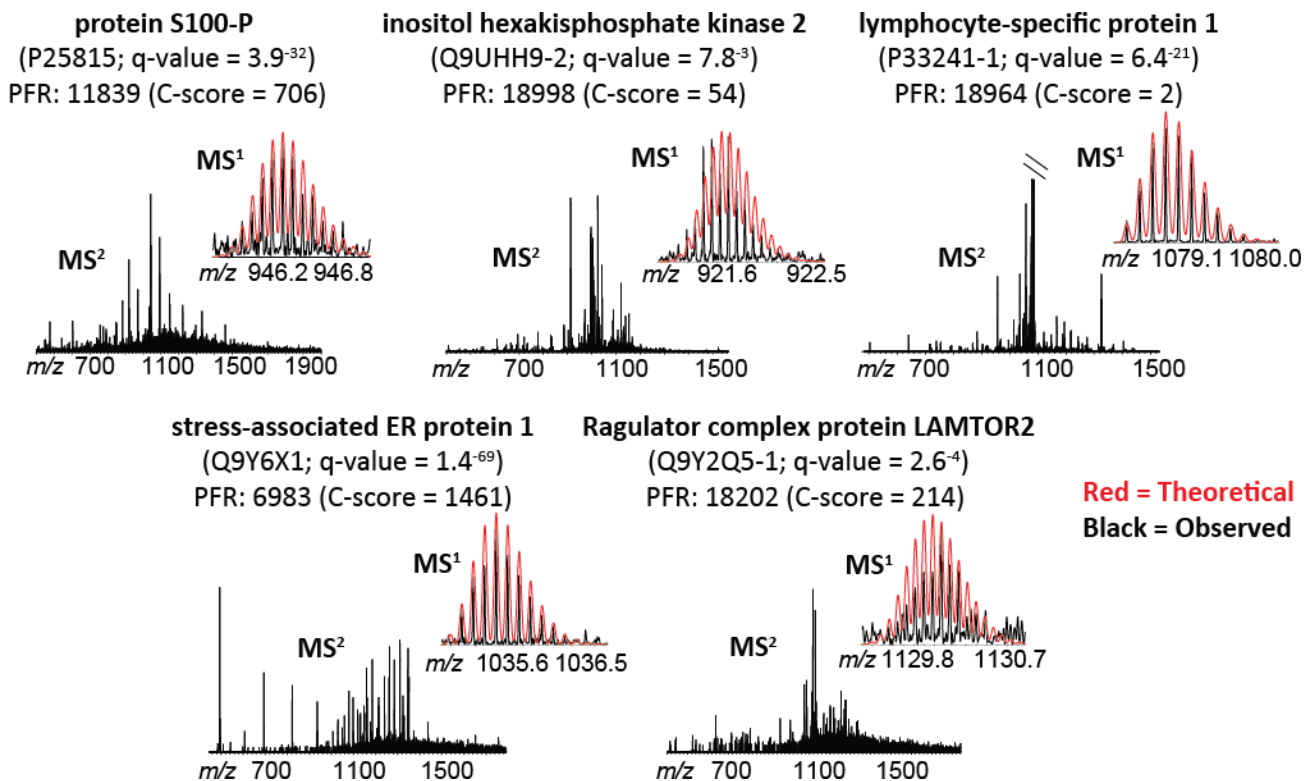 protein S100-P
(P25815; q-value = 3.9-32)
PFR: 11839 (C-score = 706)
MS1
MS2
m/z 946.2 946.8
m/z 700 1100 1500 1900
inositol hexakisphosphate kinase 2
(Q9UHH9-2; q-value = 7.8-3)
PFR: 18998 (C-score = 54)
MS1
MS2
m/z 921.6 922.5
m/z 700 1100 1500
lymphocyte-specific protein 1
(P33241-1; q-value = 6.4-21)
PFR: 18964 (C-score = 2)
MS1
MS2
m/z 1079.1 1080.0
m/z 700 1100 1500
stress-associated ER protein 1
(Q9Y6X1; q-value = 1.4-69)
PFR: 6983 (C-score = 1461)
MS1
MS2
m/z 1035.6 1036.5
m/z 700 1100 1500
Ragulator complex protein LAMTOR2
(Q9Y2Q5-1; q-value = 2.6-4)
PFR: 18202 (C-score = 214)
MS1
MS2
m/z 1129.8 1130.7
m/z 700 1100 1500
Red = Theoretical
Black = Observed